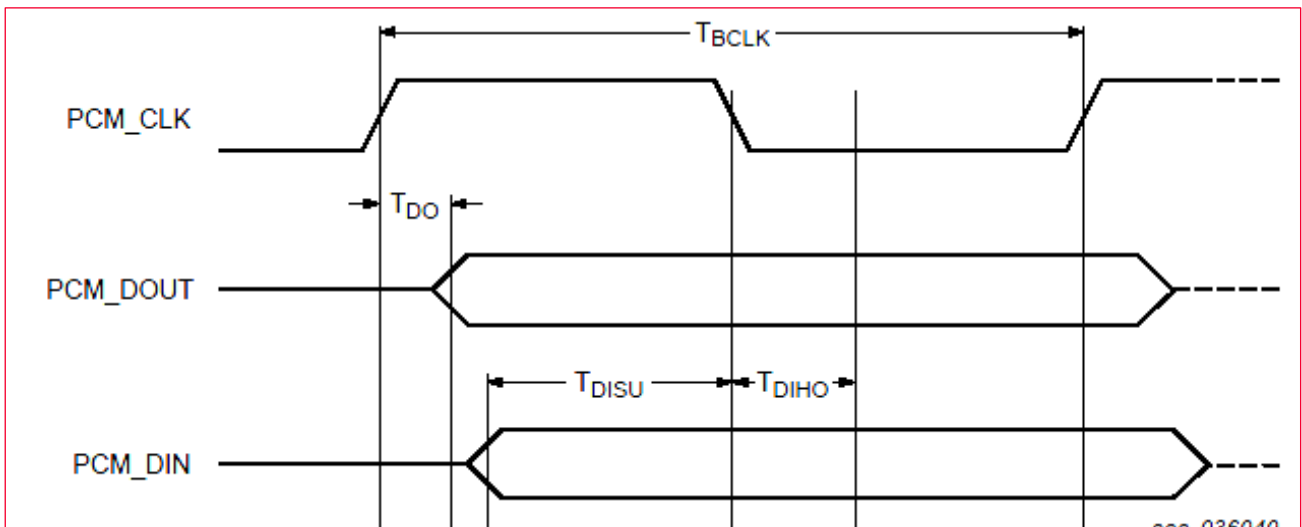 TBCLK
PCM_CLK
TDO
PCM_DOUT
TDISU
TDIHO
PCM_DIN